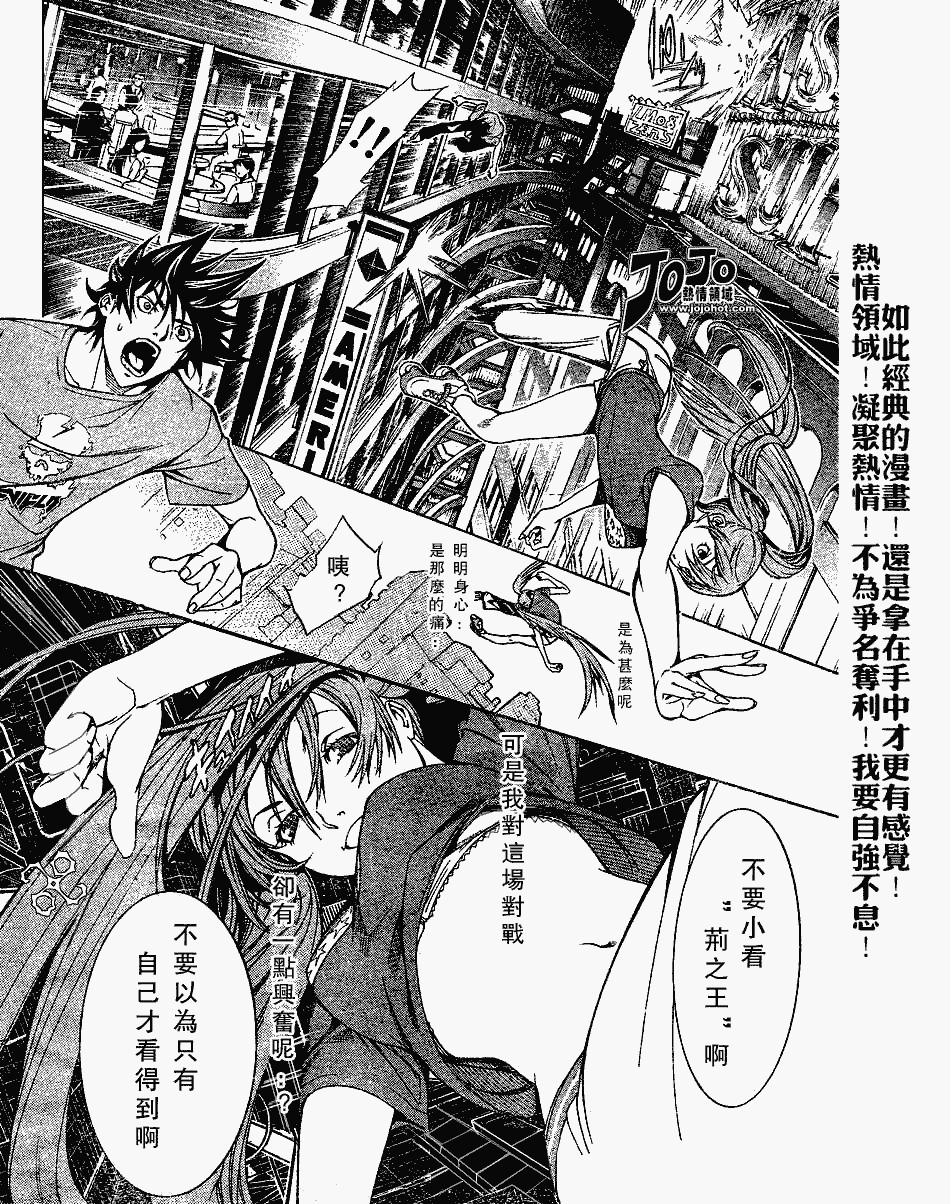 如此經典的漫畫！還是拿在手中才更有感覺！
熱情領域！凝聚熱情！不為爭名奪利！我要自強不息！
!!
JOJO
熱情領域
www.jojohot.com
SAMERI
是為甚麼呢
明明身心：
是那麼的痛…
咦
？
不要小看
”荊之王”啊
可是我對這場對戰
卻有一點興奮呢…？
不要以為只有
自己才看得到啊